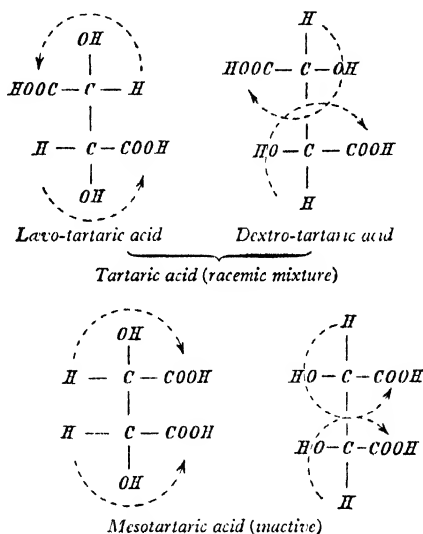 OH H
HOOC — C — H HOOC — C — OH
H — C — COOH HO — C — COOH
OH H
Lavo-tartaric acid Dextro-tartaric acid
Tartaric acid (racemic mixture)
OH H
H — C — COOH HO — C — COOH
H — C — COOH HO — C — COOH
OH H
Mesotartaric acid (inactive)